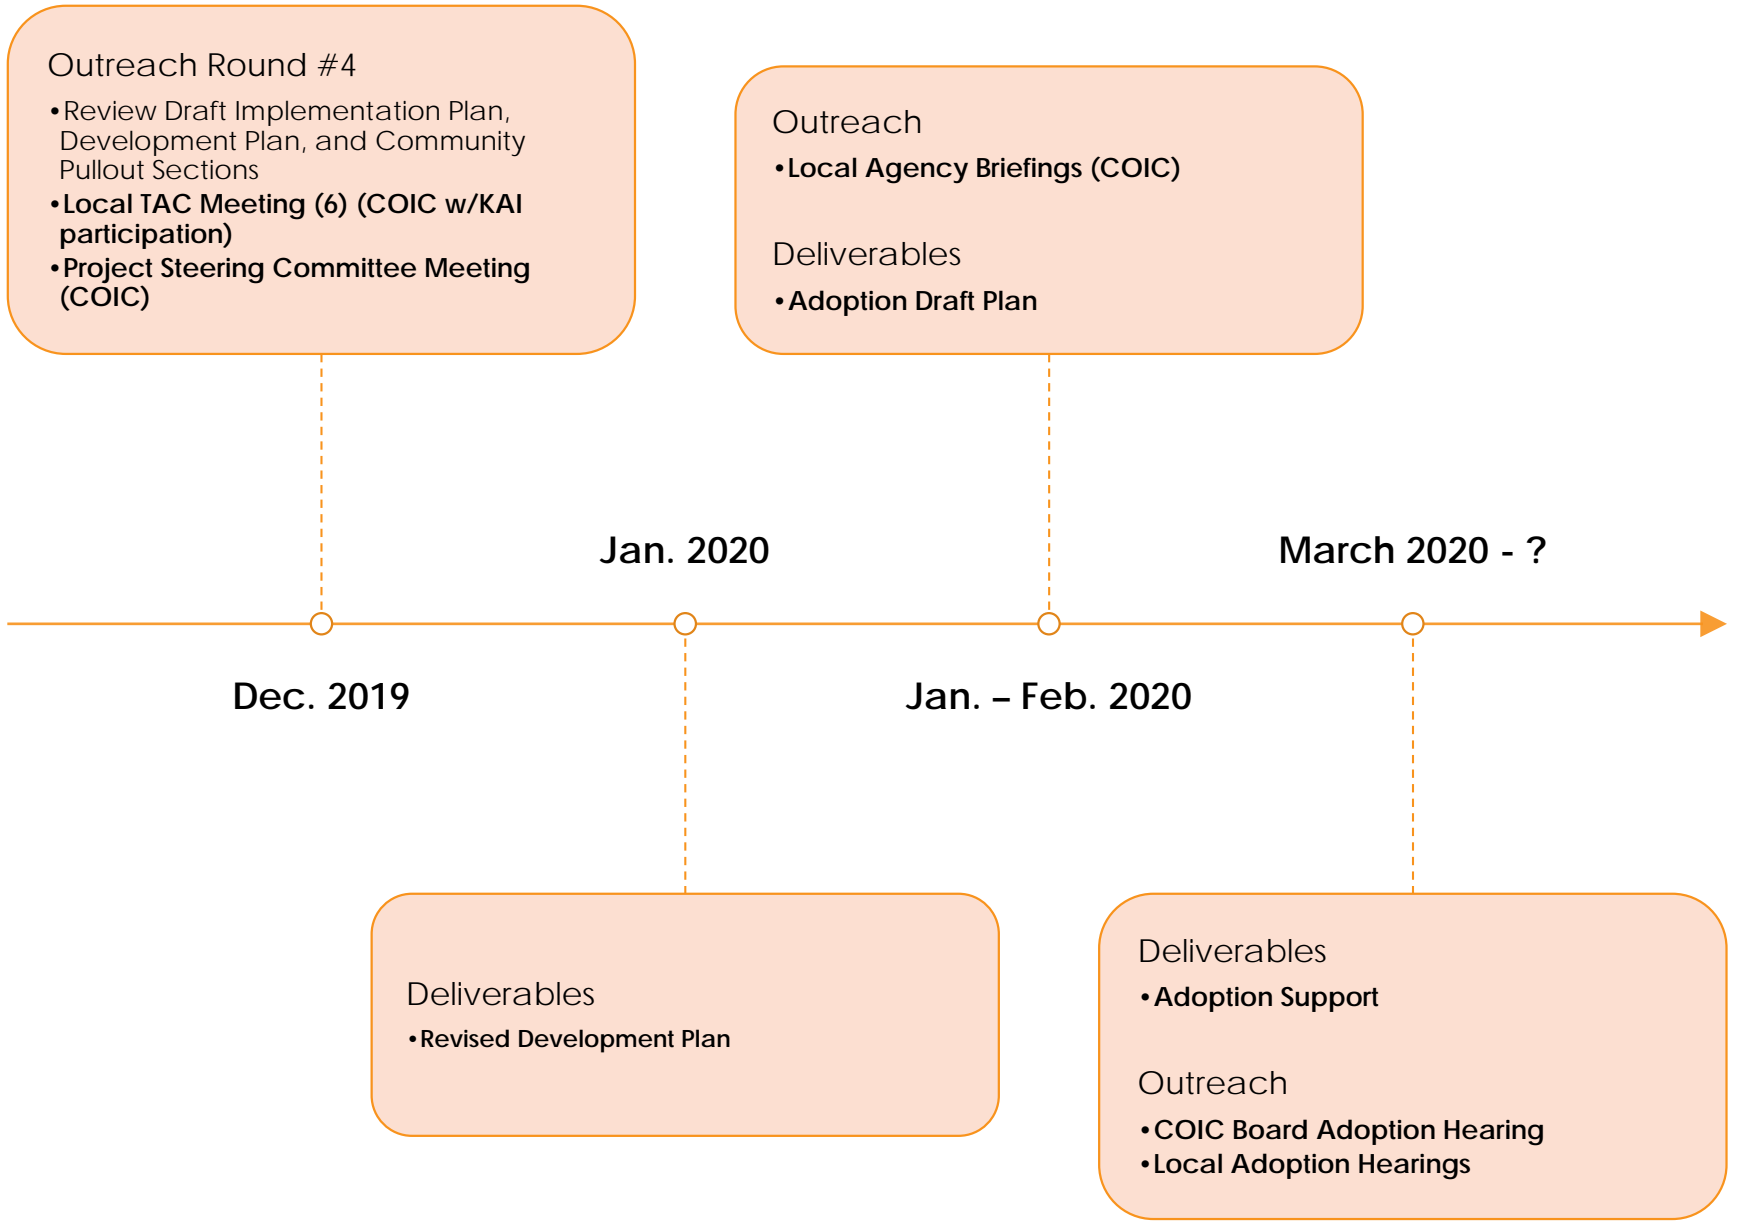 Outreach Round #4
•Review Draft Implementation Plan,
Development Plan, and Community
Pullout Sections
•Local TAC Meeting (6) (COIC w/KAI
participation)
•Project Steering Committee Meeting
(COIC)
Outreach
•Local Agency Briefings (COIC)
Deliverables
•Adoption Draft Plan
Jan. 2020
March 2020 - ?
Dec. 2019
Jan. – Feb. 2020
Deliverables
•Revised Development Plan
Deliverables
•Adoption Support
Outreach
•COIC Board Adoption Hearing
•Local Adoption Hearings